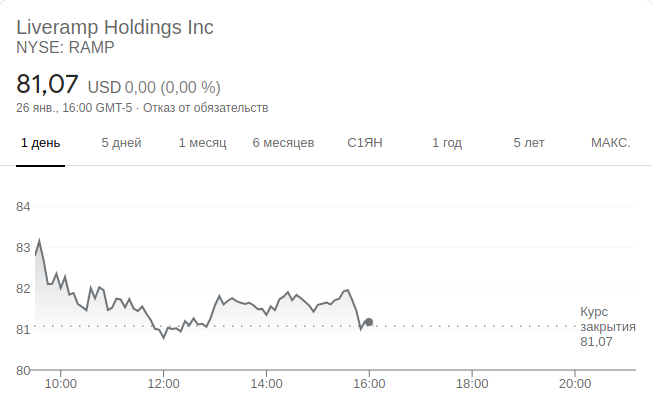 Liveramp Holdings Inc
NYSE: RAMP
81,07 USD 0,00 (0,00 %)
26 янв., 16:00 GMT-5 · Отказ от обязательств
1 день 5 дней 1 месяц 6 месяцев С1ЯН 1 год 5 лет МАКС.
84
83
82
81
80
Курс
закрытия
81,07
10:00 12:00 14:00 16:00 18:00 20:00